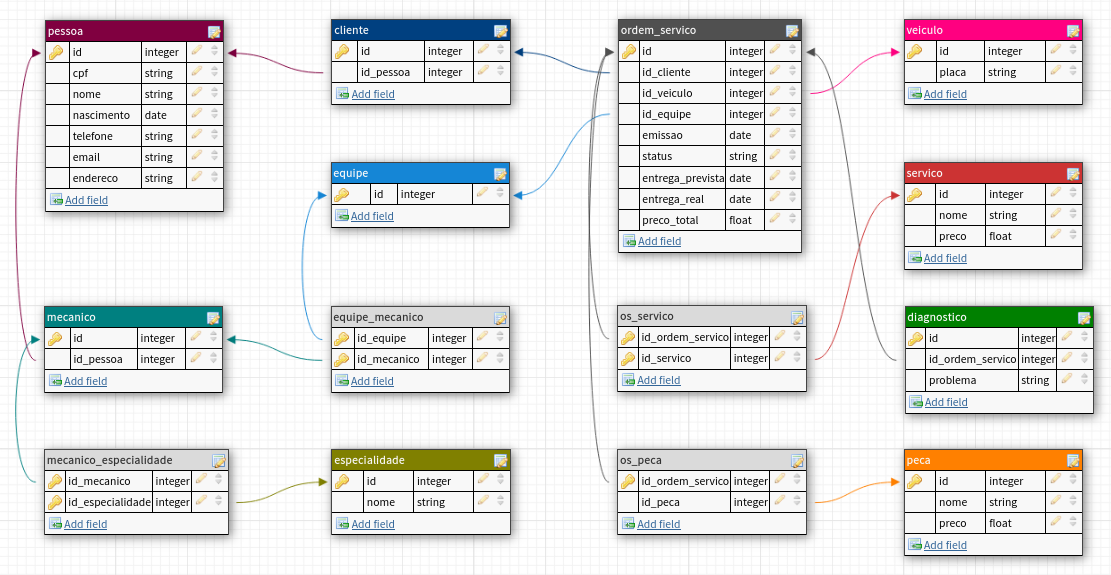 pessoa
id integer
cpf string
nome string
nascimento date
telefone string
email string
endereco string
Add field
cliente
id integer
id_pessoa integer
Add field
ordem_servico
id integer
id_cliente integer
id_veiculo integer
id_equipe integer
emissao date
status string
entrega_prevista date
entrega_real date
preco_total float
Add field
veiculo
id integer
placa string
Add field
equipe
id integer
Add field
servico
id integer
nome string
preco float
Add field
mecanico
id integer
id_pessoa integer
Add field
equipe_mecanico
id_equipe integer
id_mecanico integer
Add field
os_servico
id_ordem_servico integer
id_servico integer
Add field
diagnostico
id integer
id_ordem_servico integer
problema string
Add field
mecanico_especialidade
id_mecanico integer
id_especialidade integer
Add field
especialidade
id integer
nome string
Add field
os_peca
id_ordem_servico integer
id_peca integer
Add field
peca
id integer
nome string
preco float
Add field